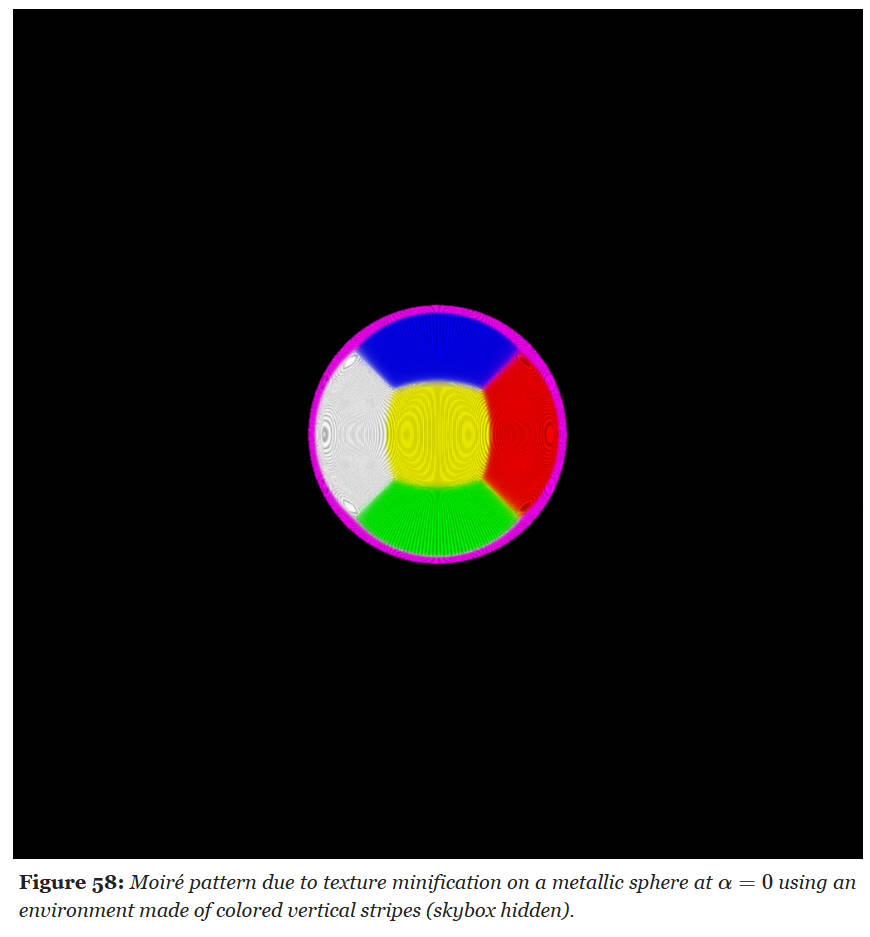 Figure 58: Moiré pattern due to texture minification on a metallic sphere at α = 0 using an
environment made of colored vertical stripes (skybox hidden).